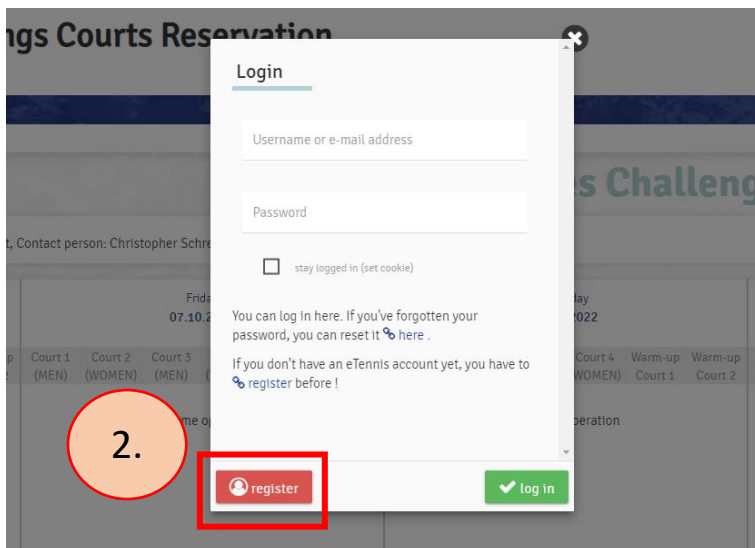 ngs Courts Reservation
Login
Username or e-mail address
s Challeng
Password
t, Contact person: Christopher Schre
stay logged in (set cookie)
Frida
07.10.2
lay
2022
You can log in here. If you've forgotten your
password, you can reset it here .
p
2
Court 1
(MEN)
Court 2
(WOMEN)
Court 3
(MEN)
Court 4
WOMEN)
Warm-up
Court 1
Warm-up
Court 2
If you don't have an eTennis account yet, you have to
register before !
me op
peration
2.
register
log in